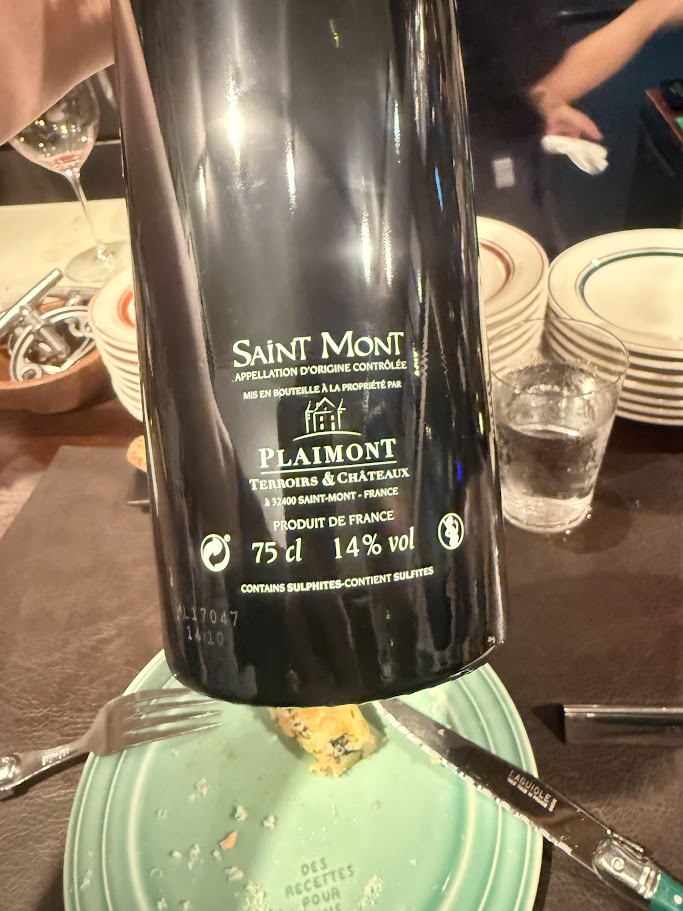 SAINT MONT
APPELLATION D'ORIGINE CONTRÔLÉE
MIS EN BOUTEILLE À LA PROPRIÉTÉ PAR
PLAIMONT
TERROIRS & CHÂTEAUX
à 32400 SAINT-MONT - FRANCE
PRODUIT DE FRANCE
75 cl 14% vol
CONTAINS SULPHITES-CONTIENT SULFITES
L17047
LAGUIOLE
DES
RECETTES
POUR